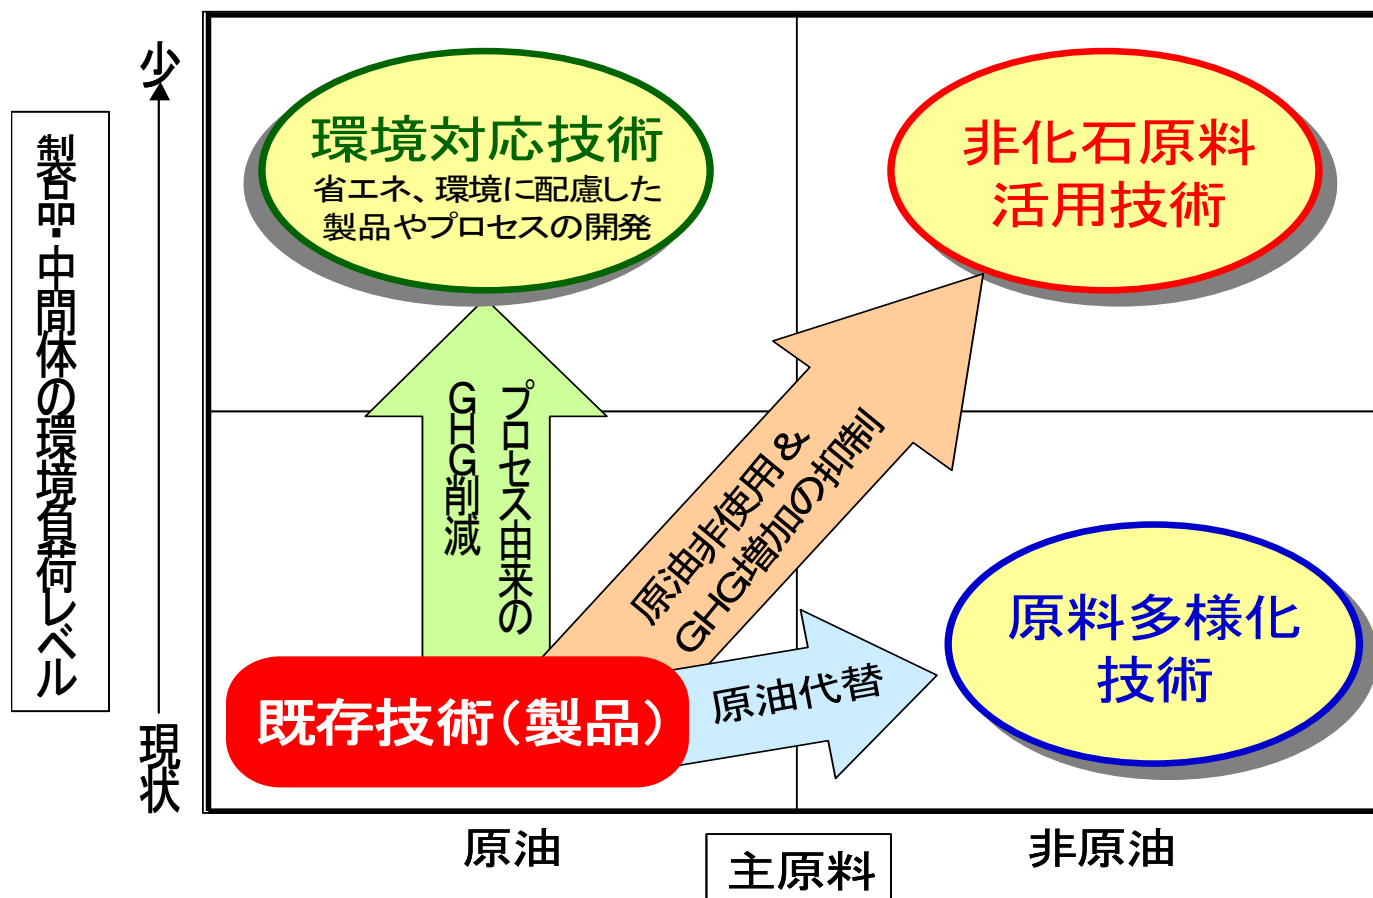 少
製品・中間体の環境負荷レベル
現状
環境対応技術
省エネ、環境に配慮した
製品やプロセスの開発
非化石原料
活用技術
プロセス由来の
GHG削減
原油非使用&
GHG増加の抑制
原料多様化
技術
原油代替
既存技術(製品)
原油
主原料
非原油